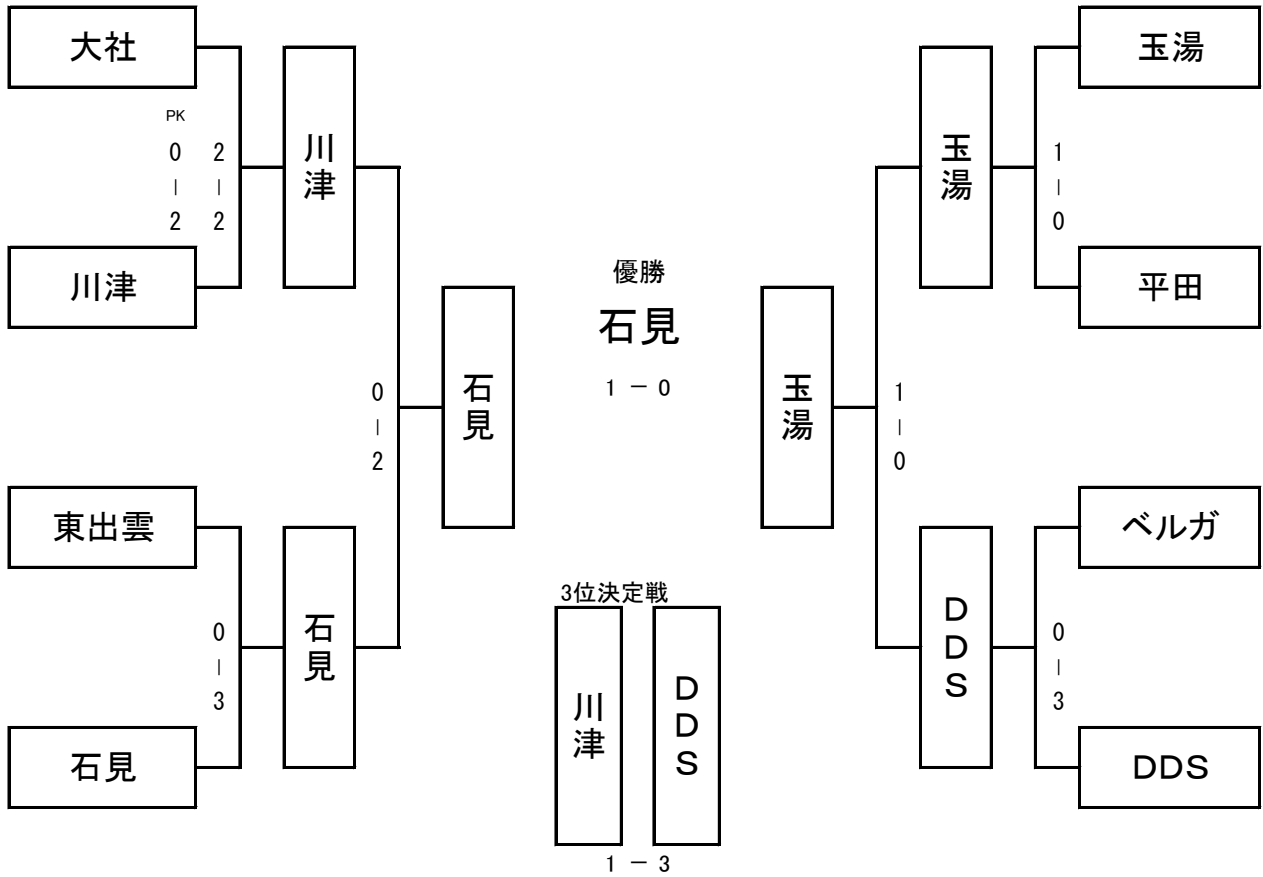 大社
PK
0－2
2－2
川津
川津
東出雲
0－3
石見
石見
0－2
石見
優勝
石見
1 － 0
玉湯
1－0
玉湯
1－0
玉湯
平田
DDS
ベルガ
0－3
DDS
3位決定戦
川津
DDS
1 － 3